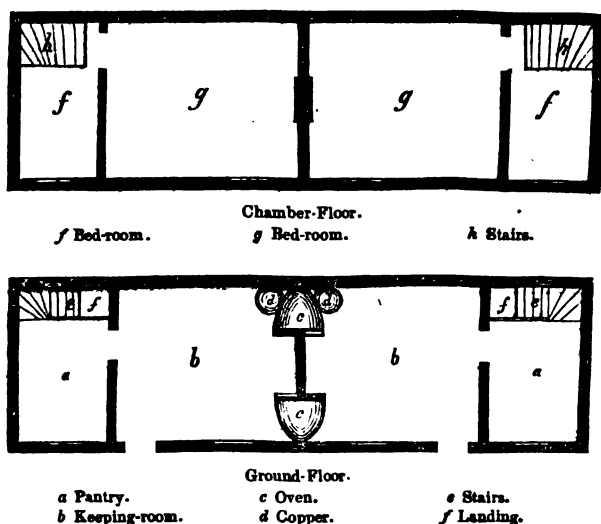 h h
f g g f
Chamber-Floor.
f Bed-room. g Bed-room. h Stairs.
e f d d f e
c
b b
a a
c
Ground-Floor.
a Pantry. c Oven. e Stairs.
b Keeping-room. d Copper. f Landing.